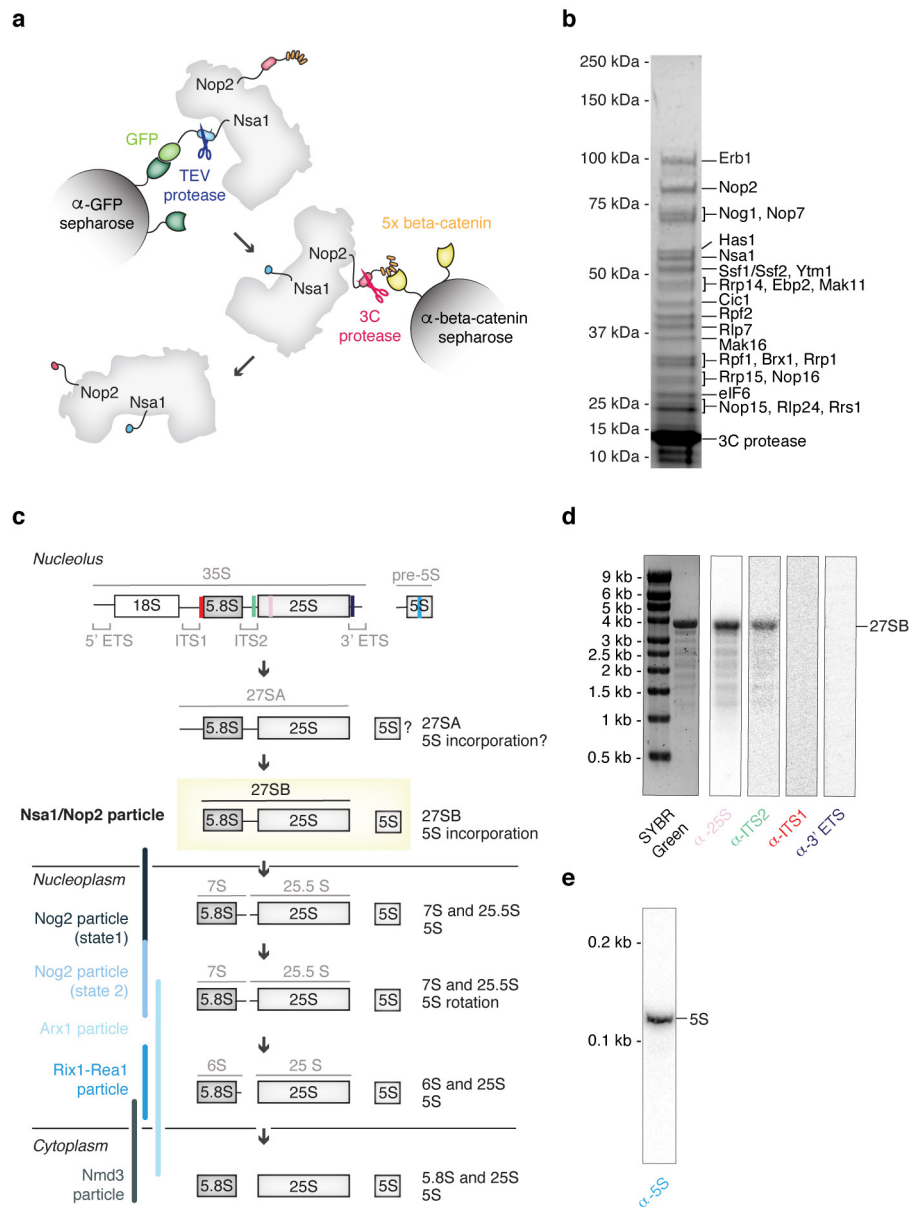 a
Nop2
Nsa1
GFP
TEV
protease
α-GFP
sepharose
5x beta-catenin
Nop2
Nsa1
3C
protease
α-beta-catenin
sepharose
Nop2
Nsa1
b
250 kDa -
150 kDa -
100 kDa -
75 kDa -
50 kDa -
37 kDa -
25 kDa -
15 kDa -
10 kDa -
Erb1
Nop2
Nog1, Nop7
Has1
Nsa1
Ssf1/Ssf2, Ytm1
Rrp14, Ebp2, Mak11
Cic1
Rpf2
Rlp7
Mak16
Rpf1, Brx1, Rrp1
Rrp15, Nop16
eIF6
Nop15, Rlp24, Rrs1
3C protease
c
Nucleolus
35S
pre-5S
18S
5.8S
25S
5S
5' ETS
ITS1
ITS2
3' ETS
27SA
5.8S
25S
5S ?
27SA
5S incorporation?
Nsa1/Nop2 particle
27SB
5.8S
25S
5S
27SB
5S incorporation
Nucleoplasm
Nog2 particle
(state1)
7S
25.5 S
5.8S
25S
5S
7S and 25.5S
5S
Nog2 particle
(state 2)
7S
25.5 S
5.8S
25S
5S
7S and 25.5S
5S rotation
Arx1 particle
Rix1-Rea1
particle
6S
25 S
5.8S
25S
5S
6S and 25S
5S
Cytoplasm
Nmd3
particle
5.8S
25S
5S
5.8S and 25S
5S
d
9 kb -
6 kb -
5 kb -
4 kb -
3 kb -
2.5 kb -
2 kb -
1.5 kb -
1 kb -
0.5 kb -
27SB
SYBR
Green
α-25S
α-ITS2
α-ITS1
α-3' ETS
e
0.2 kb -
0.1 kb -
5S
α-5S